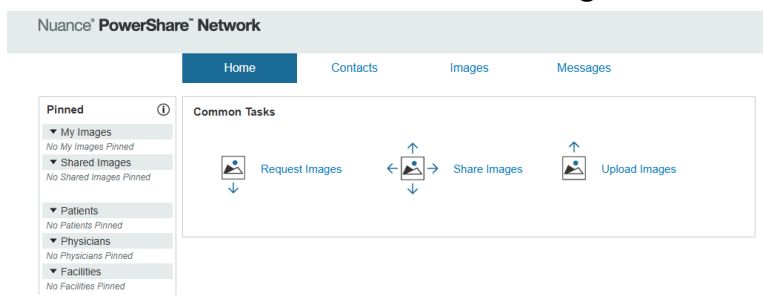 Nuance® PowerShare™ Network
Home Contacts Images Messages
Pinned
My Images
No My Images Pinned
Shared Images
No Shared Images Pinned
Patients
No Patients Pinned
Physicians
No Physicians Pinned
Facilities
No Facilities Pinned
Common Tasks
Request Images Share Images Upload Images